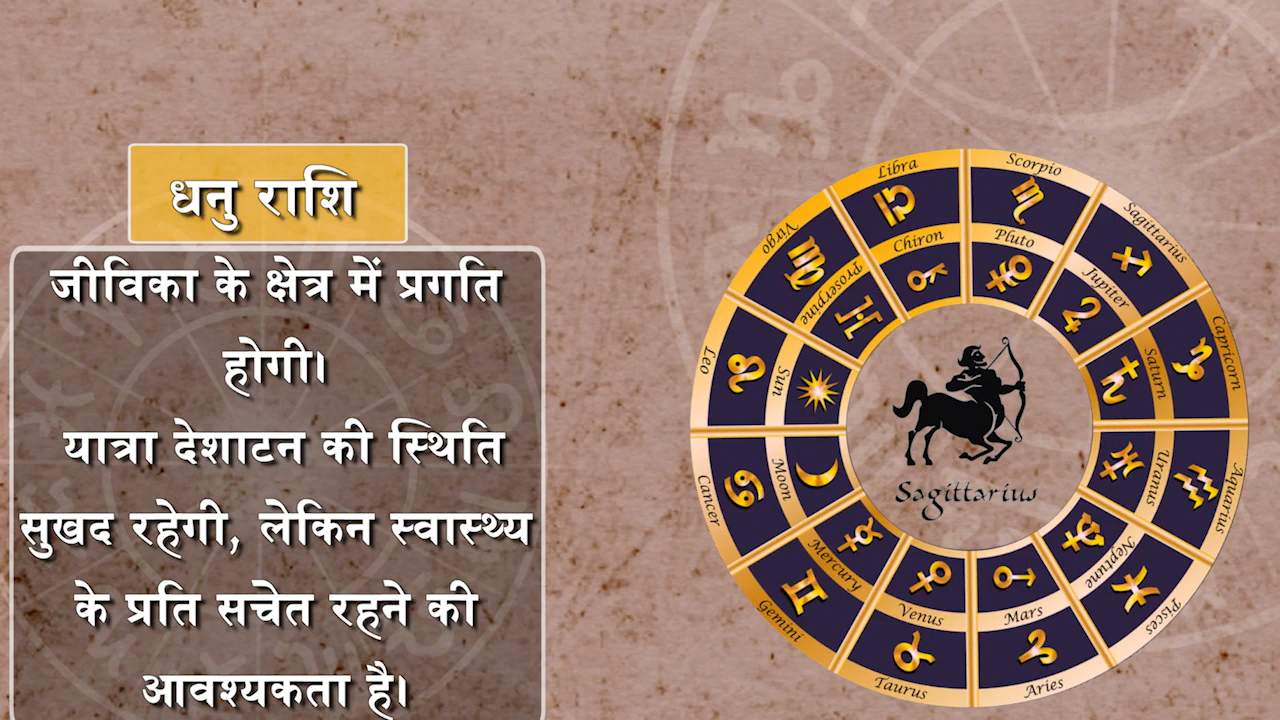 धनु राशि
जीविका के क्षेत्र में प्रगति
होगी।
यात्रा देशाटन की स्थिति
सुखद रहेगी, लेकिन स्वास्थ्य
के प्रति सचेत रहने की
आवश्यकता है।
Libra
Scorpio
Sagittarius
Capricorn
Aquarius
Pisces
Aries
Taurus
Gemini
Cancer
Leo
Virgo
Chiron
Pluto
Jupiter
Saturn
Uranus
Neptune
Mars
Venus
Mercury
Moon
Sun
Proserpine
Sagittarius